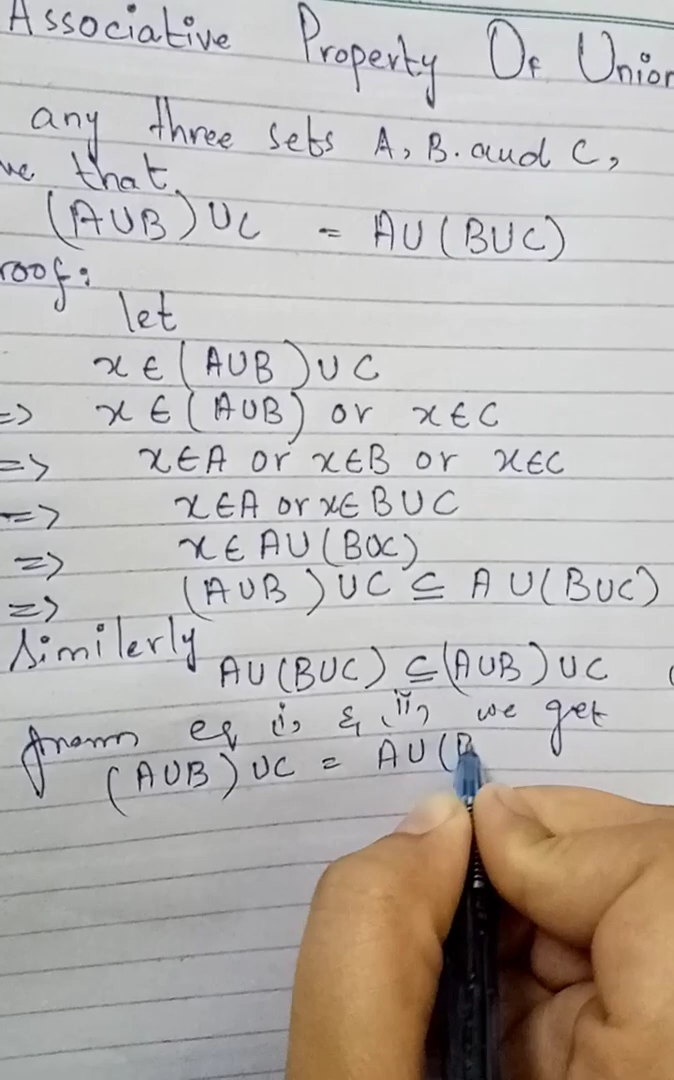 Associative Property Of Union
any three sets A, B. and C,
ve that.
(AUB)UC = AU(BUC)
roof:
let
x ∈ (AUB)UC
=> x ∈ (AUB) or x∈C
=> x∈A or x∈B or x∈C
=> x∈A or x∈BUC
=> x∈AU(BUC)
=> (AUB)UC ⊆ AU(BUC)
Similerly
AU(BUC) ⊆(AUB)UC (
from eq i, & ii, we get
(AUB)UC = AU(B